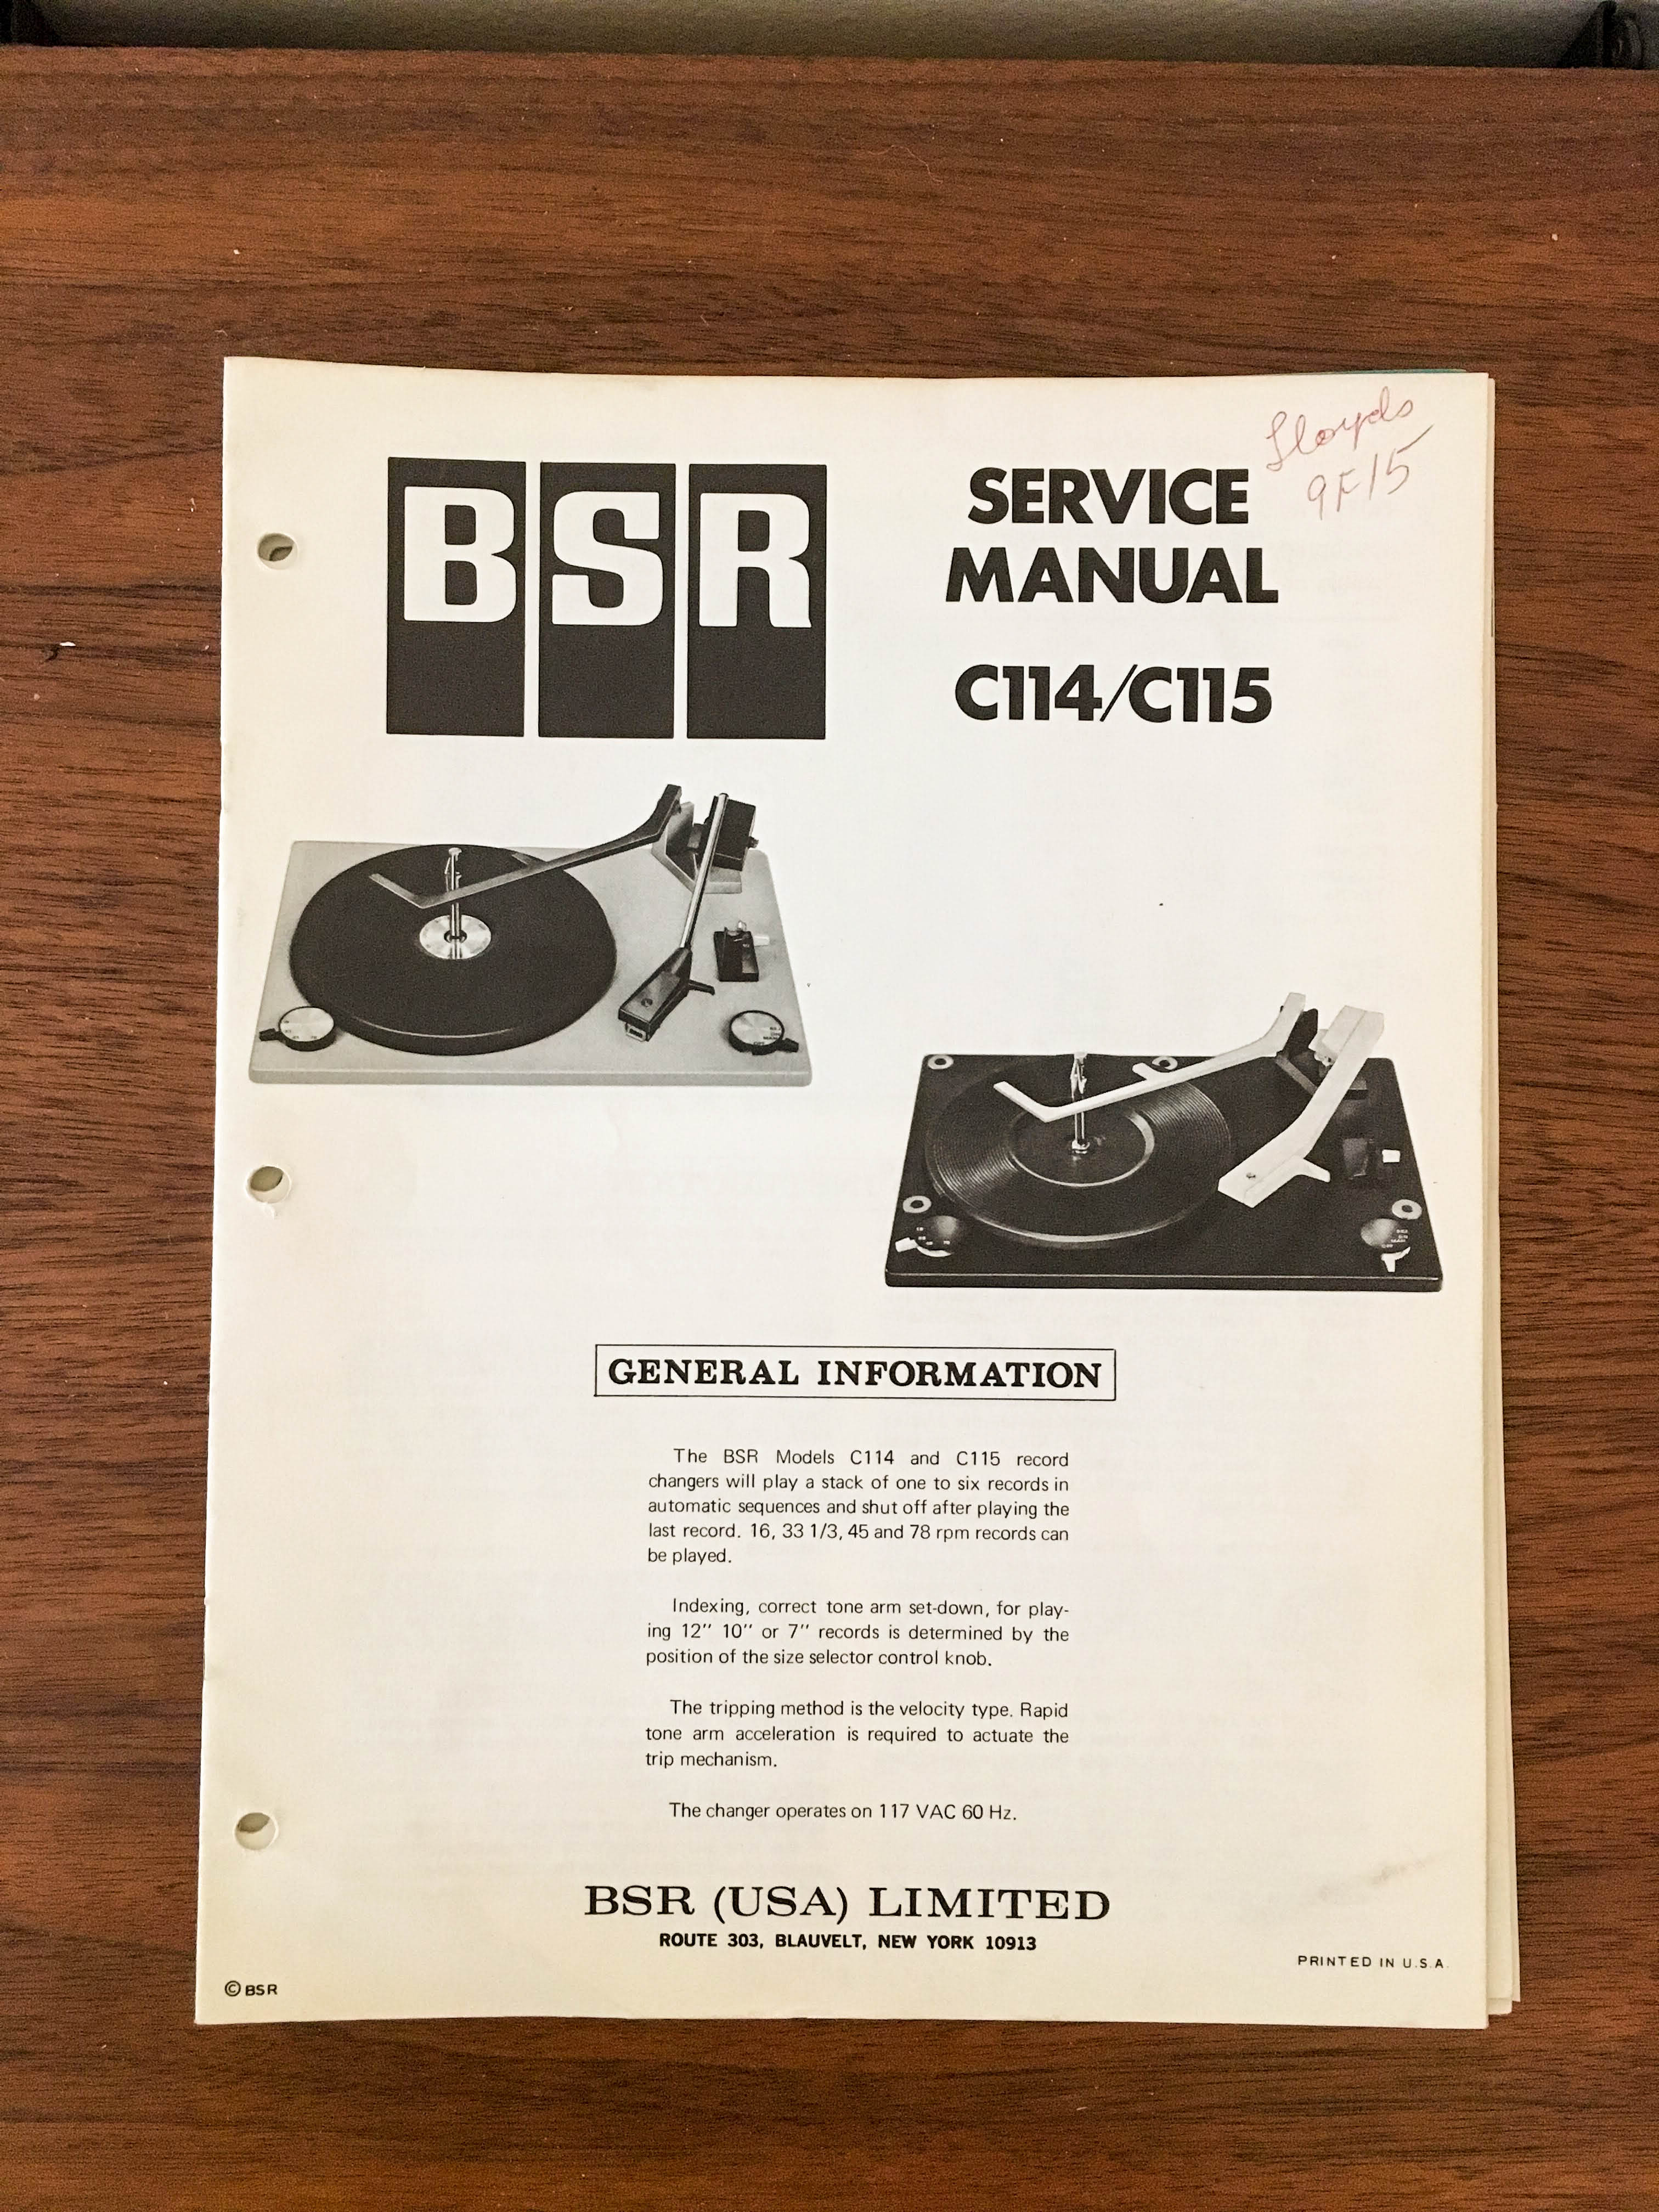 Lloyds
9F15
BSR
SERVICE
MANUAL
C114/C115
GENERAL INFORMATION
The BSR Models C114 and C115 record
changers will play a stack of one to six records in
automatic sequences and shut off after playing the
last record. 16, 33 1/3, 45 and 78 rpm records can
be played.
Indexing, correct tone arm set-down, for play-
ing 12″ 10″ or 7″ records is determined by the
position of the size selector control knob.
The tripping method is the velocity type. Rapid
tone arm acceleration is required to actuate the
trip mechanism.
The changer operates on 117 VAC 60 Hz.
BSR (USA) LIMITED
ROUTE 303, BLAUVELT, NEW YORK 10913
PRINTED IN U.S.A.
© BSR